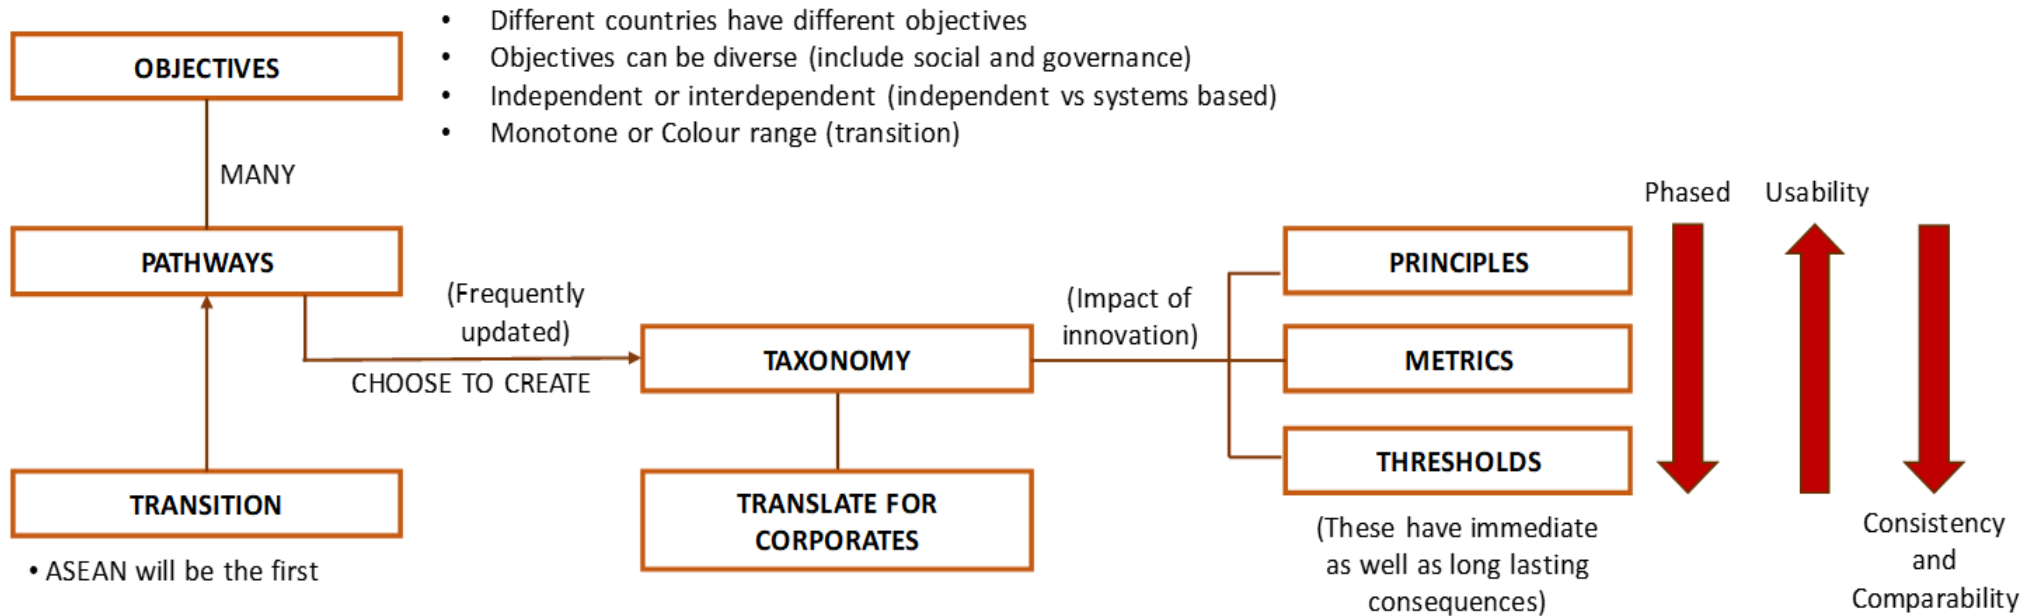 • Different countries have different objectives
• Objectives can be diverse (include social and governance)
• Independent or interdependent (independent vs systems based)
• Monotone or Colour range (transition)
OBJECTIVES
MANY
PATHWAYS
(Frequently
updated)
CHOOSE TO CREATE
TRANSITION
• ASEAN will be the first
TAXONOMY
TRANSLATE FOR
CORPORATES
(Impact of
innovation)
PRINCIPLES
METRICS
THRESHOLDS
(These have immediate
as well as long lasting
consequences)
Phased
Usability
Consistency
and
Comparability